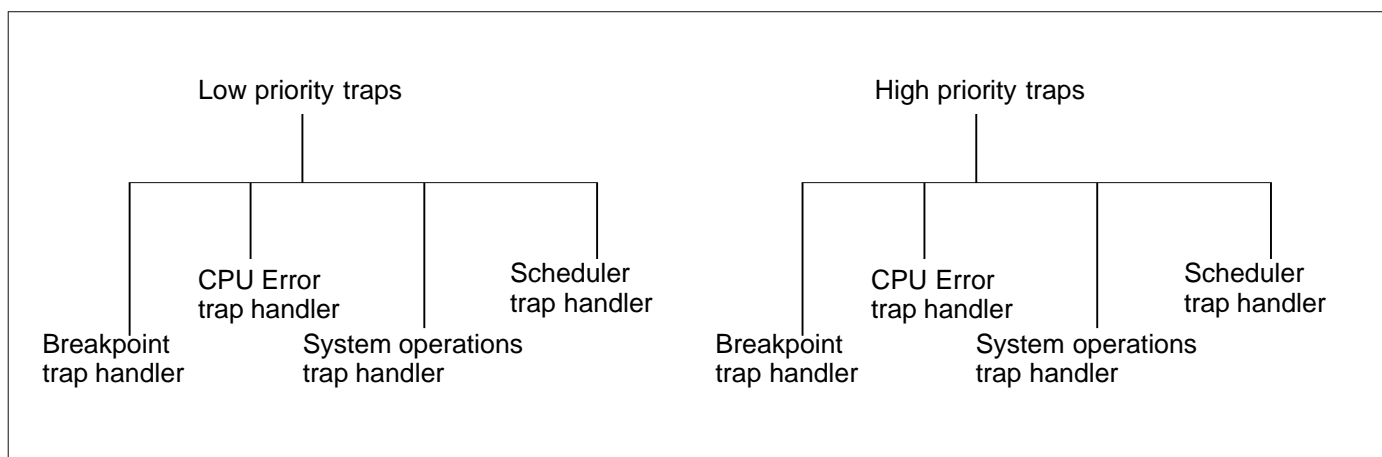 Low priority traps
High priority traps
CPU Error
trap handler
Scheduler
trap handler
Breakpoint
trap handler
System operations
trap handler
CPU Error
trap handler
Scheduler
trap handler
Breakpoint
trap handler
System operations
trap handler